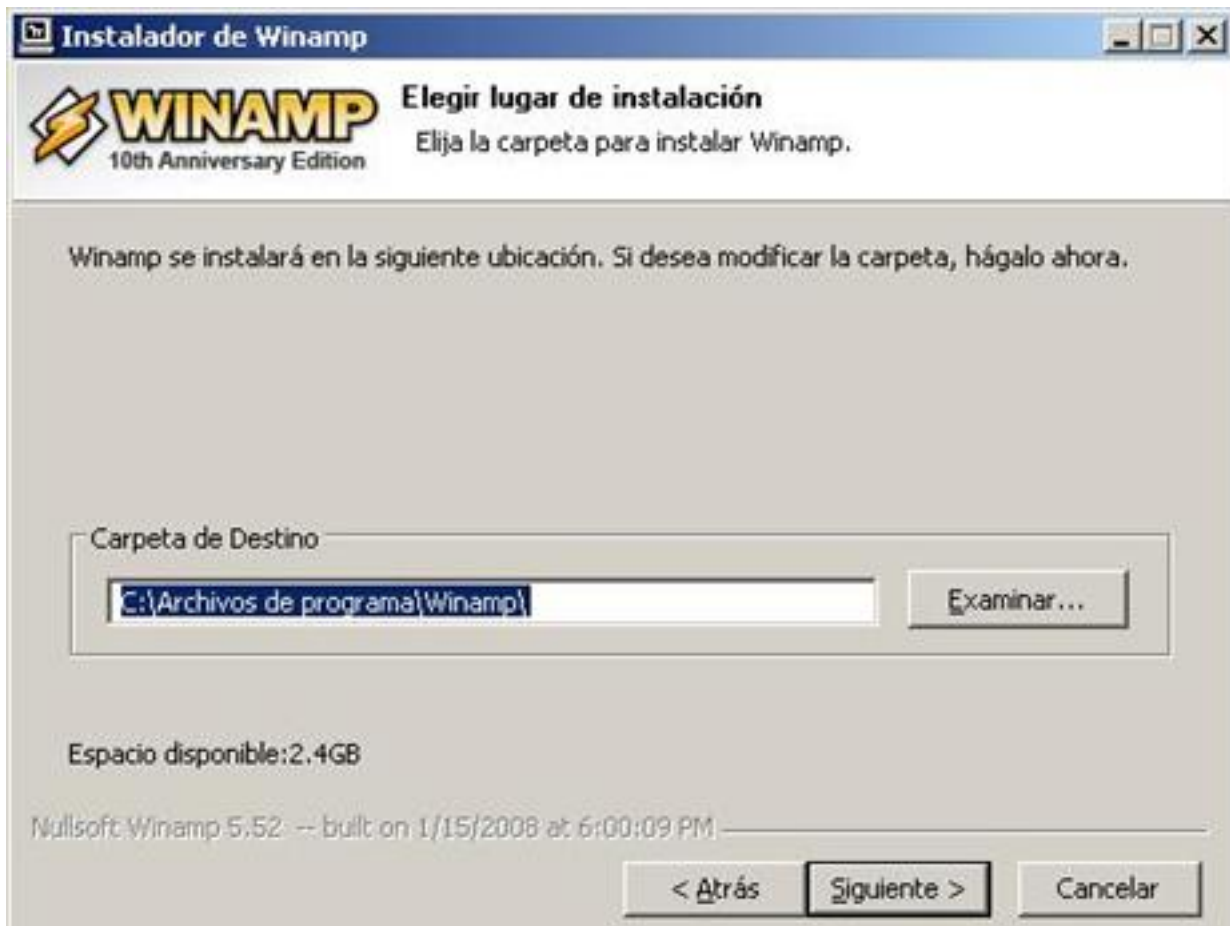 Instalador de Winamp
WINAMP
10th Anniversary Edition
Elegir lugar de instalación
Elija la carpeta para instalar Winamp.
Winamp se instalará en la siguiente ubicación. Si desea modificar la carpeta, hágalo ahora.
Carpeta de Destino
C:\Archivos de programa\Winamp\
Examinar...
Espacio disponible:2.4GB
Nullsoft Winamp 5.52 -- built on 1/15/2008 at 6:00:09 PM
< Atrás
Siguiente >
Cancelar